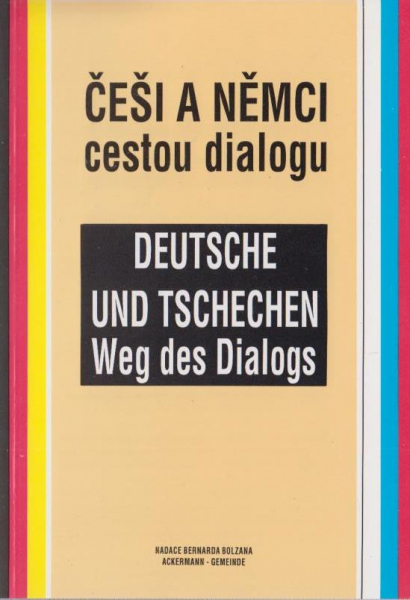 ČEŠI A NĚMCI
cestou dialogu
DEUTSCHE
UND TSCHECHEN
Weg des Dialogs
NADACE BERNARDA BOLZANA
ACKERMANN - GEMEINDE